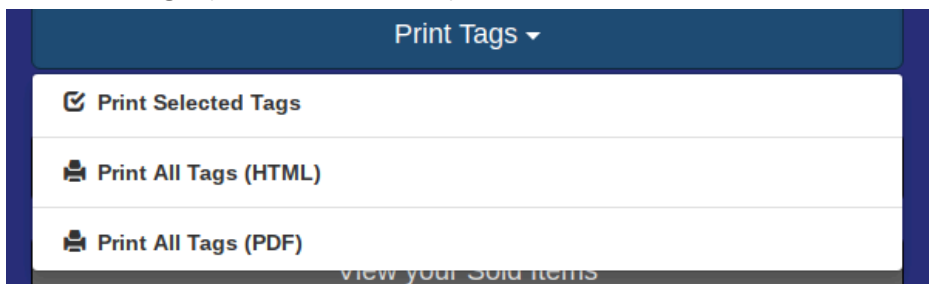 Print Tags
Print Selected Tags
Print All Tags (HTML)
Print All Tags (PDF)
View your Sold Items